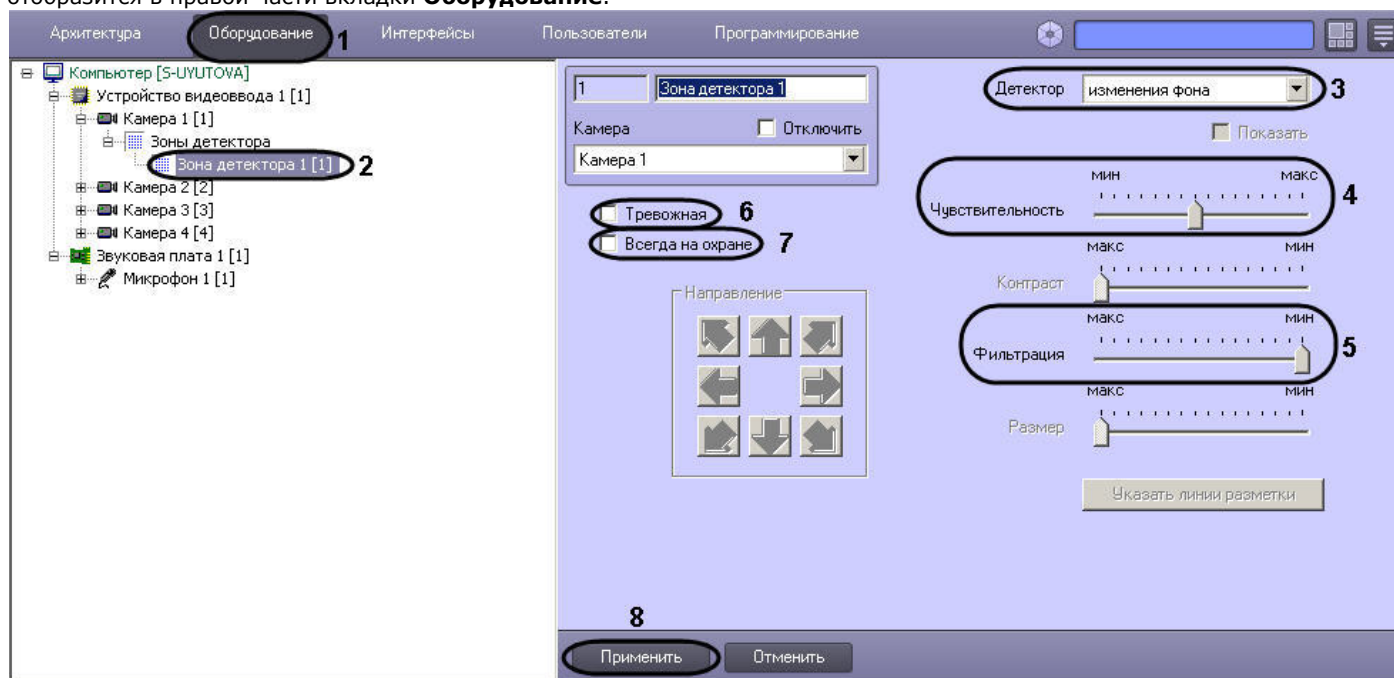 отобразится в правой части вкладки Оборудование.
Архитектура Оборудование 1 Интерфейсы Пользователи Программирование
Компьютер [S-UYUTOVA]
Устройство видеоввода 1 [1]
Камера 1 [1]
Зоны детектора
Зона детектора 1 [1] 2
Камера 2 [2]
Камера 3 [3]
Камера 4 [4]
Звуковая плата 1 [1]
Микрофон 1 [1]
1 Зона детектора 1
Камера Отключить
Камера 1
Тревожная 6
Всегда на охране 7
Направление
Детектор изменения фона 3
Показать
мин макс
Чувствительность 4
макс мин
Контраст
макс мин
Фильтрация 5
макс мин
Размер
Указать линии разметки
8
Применить Отменить